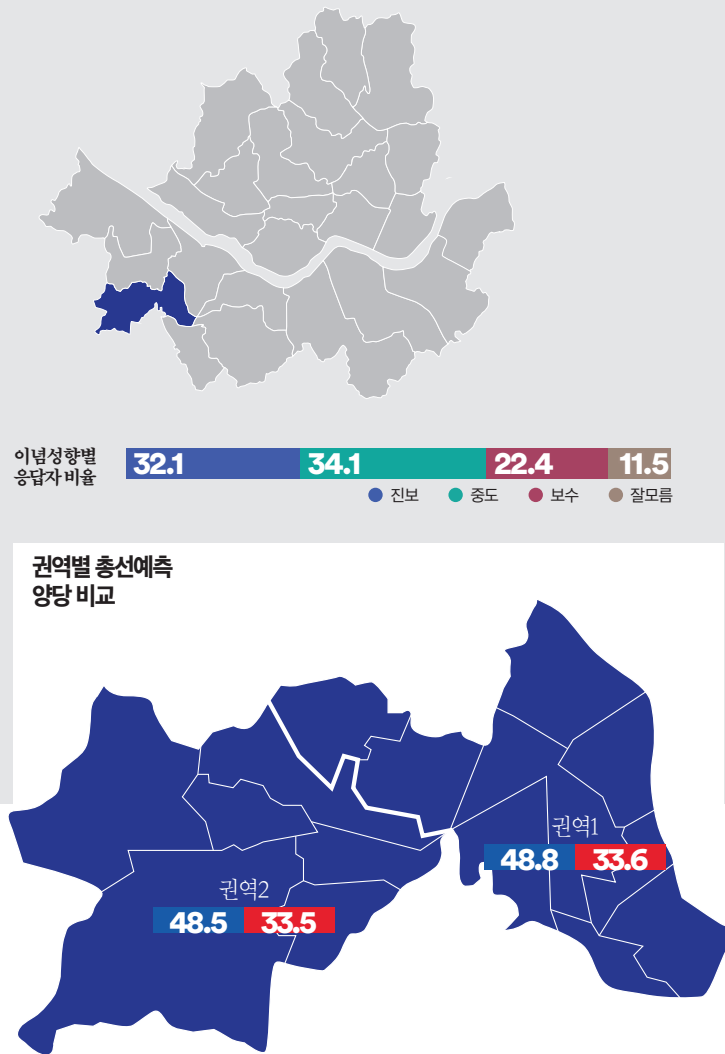 이념성향별
응답자 비율
32.1 34.1 22.4 11.5
진보 중도 보수 잘모름
권역별 총선예측
양당 비교
권역1
48.8 33.6
권역2
48.5 33.5